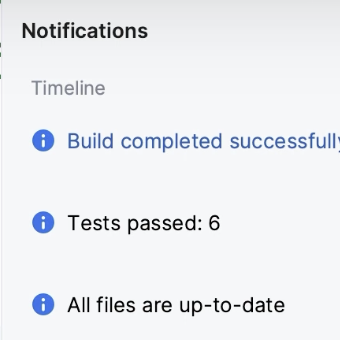 Notifications
Timeline
Build completed successfully
Tests passed: 6
All files are up-to-date